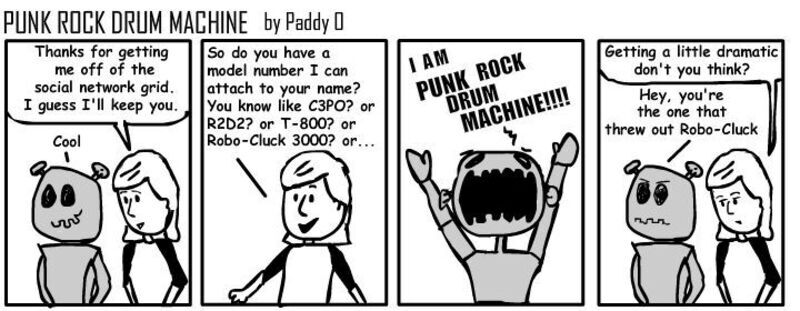 PUNK ROCK DRUM MACHINE by Paddy O
Thanks for getting
me off of the
social network grid.
I guess I'll keep you.
Cool
So do you have a
model number I can
attach to your name?
You know like C3PO? or
R2D2? or T-800? or
Robo-Cluck 3000? or...
I AM
PUNK ROCK
DRUM
MACHINE!!!!
Getting a little dramatic
don't you think?
Hey, you're
the one that
threw out Robo-Cluck